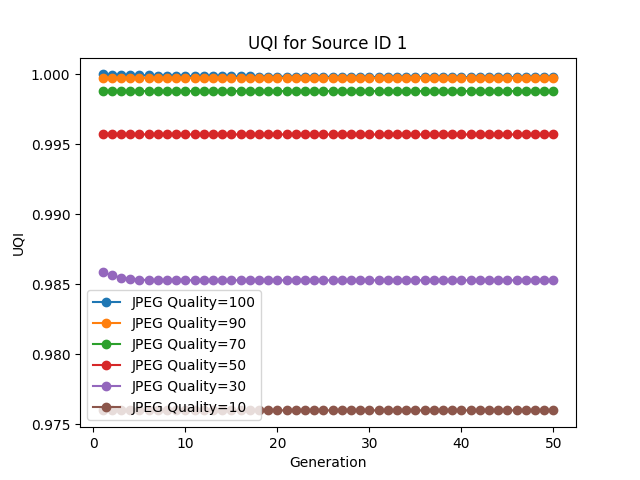 UQI for Source ID 1
1.000
0.995
0.990
UQI
0.985
0.980
0.975
JPEG Quality=100
JPEG Quality=90
JPEG Quality=70
JPEG Quality=50
JPEG Quality=30
JPEG Quality=10
0 10 20 30 40 50
Generation